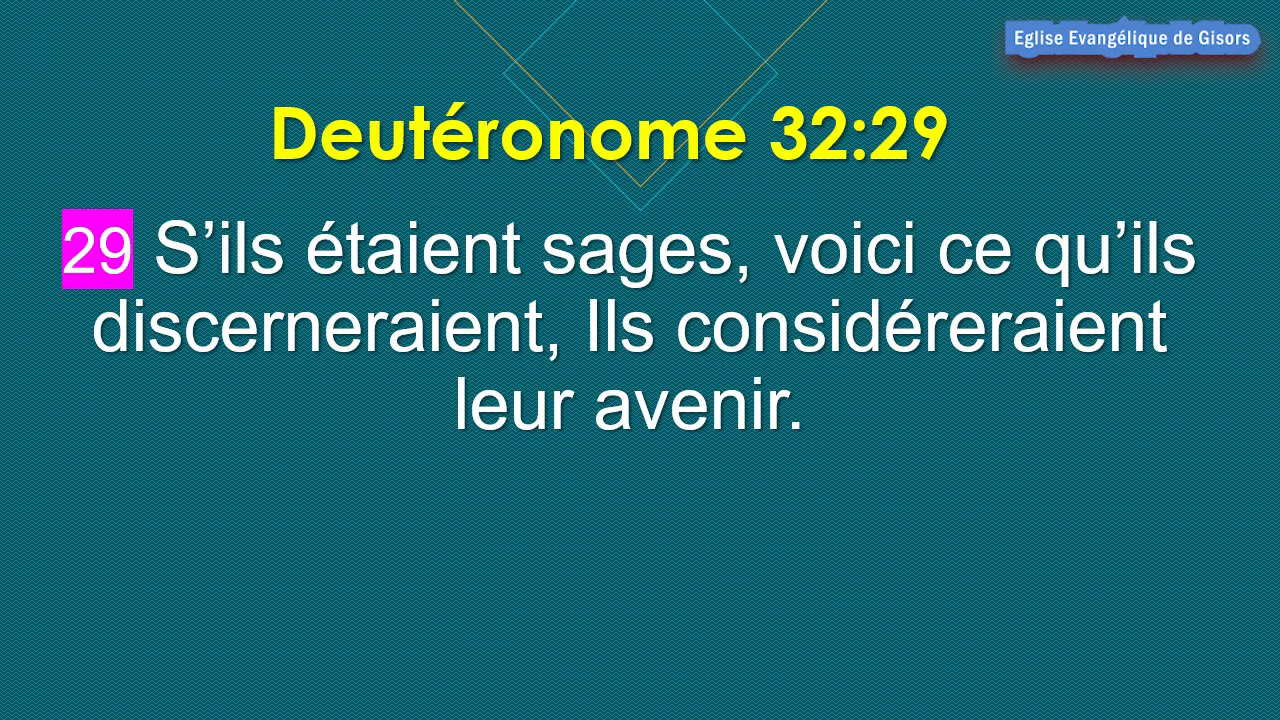 Eglise Evangélique de Gisors
Deutéronome 32:29
29 S’ils étaient sages, voici ce qu’ils
discerneraient, Ils considéreraient
leur avenir.